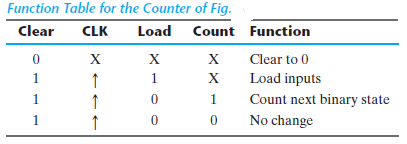 Function Table for the Counter of Fig.
Clear CLK Load Count Function
0 X X X Clear to 0
1 ↑ 1 X Load inputs
1 ↑ 0 1 Count next binary state
1 ↑ 0 0 No change